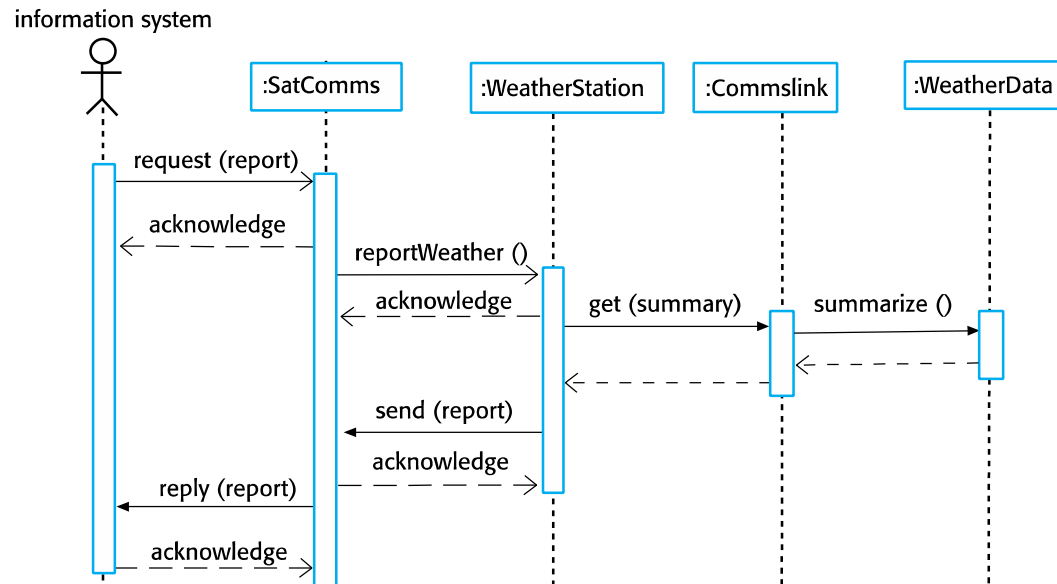 information system
:SatComms
:WeatherStation
:Commslink
:WeatherData
request (report)
acknowledge
reportWeather ()
acknowledge
get (summary)
summarize ()
send (report)
acknowledge
reply (report)
acknowledge